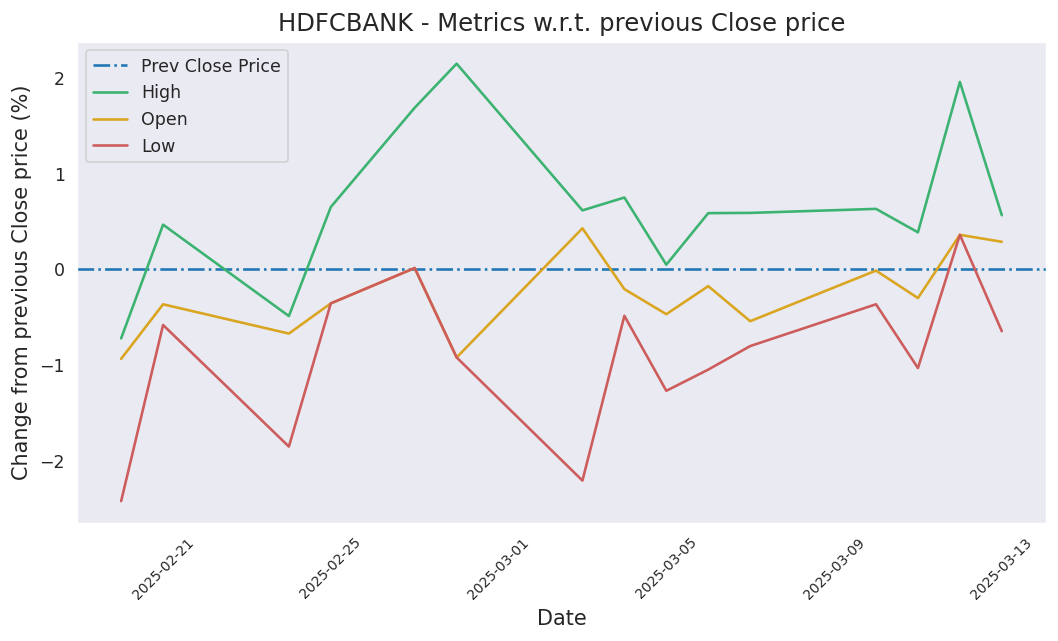 HDFCBANK - Metrics w.r.t. previous Close price
Prev Close Price
High
Open
Low
Change from previous Close price (%)
2
1
0
−1
−2
2025-02-21
2025-02-25
2025-03-01
2025-03-05
2025-03-09
2025-03-13
Date